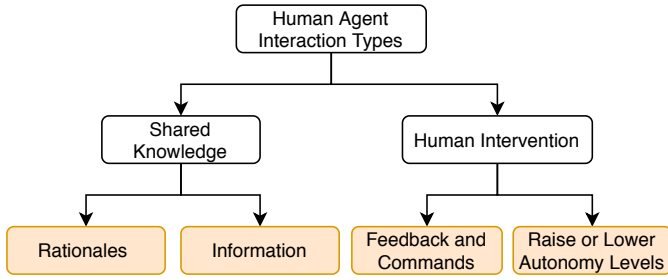 Human Agent
Interaction Types
Shared
Knowledge
Human Intervention
Rationales
Information
Feedback and
Commands
Raise or Lower
Autonomy Levels